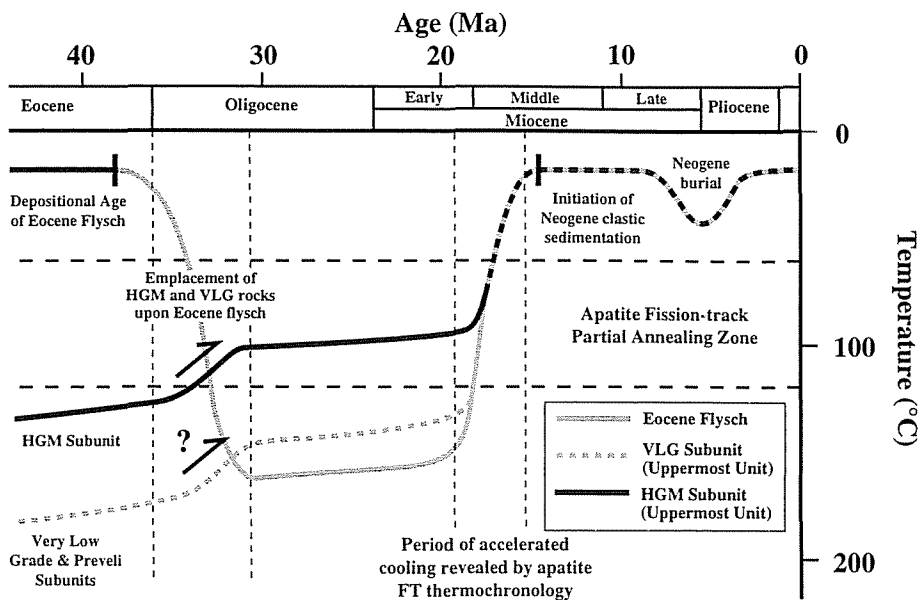 Age (Ma)
40 30 20 10 0
Eocene Oligocene Early Middle Late Pliocene
Miocene
0
Depositional Age
of Eocene Flysch
Initiation of
Neogene clastic
sedimentation
Neogene
burial
Emplacement of
HGM and VLG rocks
upon Eocene flysch
Apatite Fission-track
Partial Annealing Zone
100
Temperature (°C)
HGM Subunit
?
Eocene Flysch
VLG Subunit
(Uppermost Unit)
HGM Subunit
(Uppermost Unit)
Very Low
Grade & Preveli
Subunits
Period of accelerated
cooling revealed by apatite
FT thermochronology
200